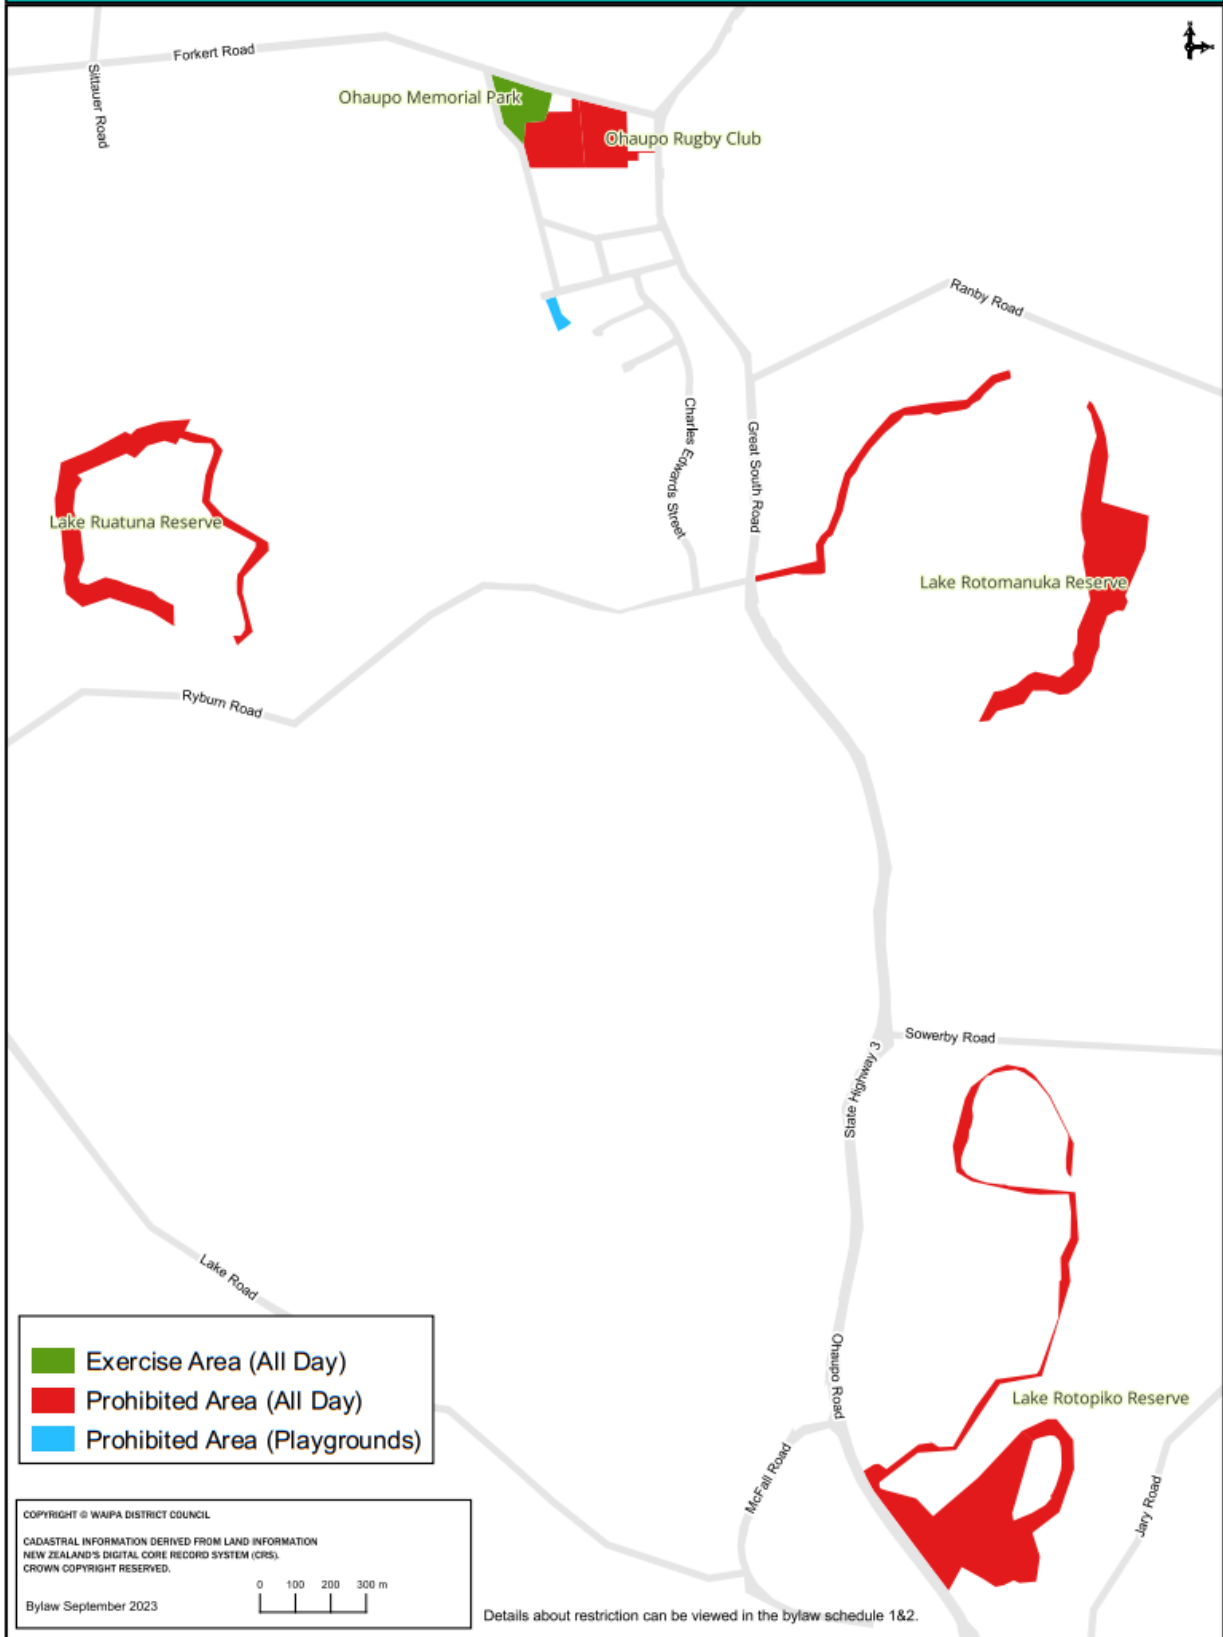 Forkert Road
Sittauer Road
Ohaupo Memorial Park
Ohaupo Rugby Club
Ranby Road
Charles Edwards Street
Great South Road
Lake Ruatuna Reserve
Lake Rotomanuka Reserve
Ryburn Road
Sowerby Road
State Highway 3
Lake Road
Ohaupo Road
Lake Rotopiko Reserve
McFall Road
Jary Road
Exercise Area (All Day)
Prohibited Area (All Day)
Prohibited Area (Playgrounds)
COPYRIGHT © WAIPA DISTRICT COUNCIL
CADASTRAL INFORMATION DERIVED FROM LAND INFORMATION
NEW ZEALAND'S DIGITAL CORE RECORD SYSTEM (CRS).
CROWN COPYRIGHT RESERVED.
0 100 200 300 m
Bylaw September 2023
Details about restriction can be viewed in the bylaw schedule 1&2.